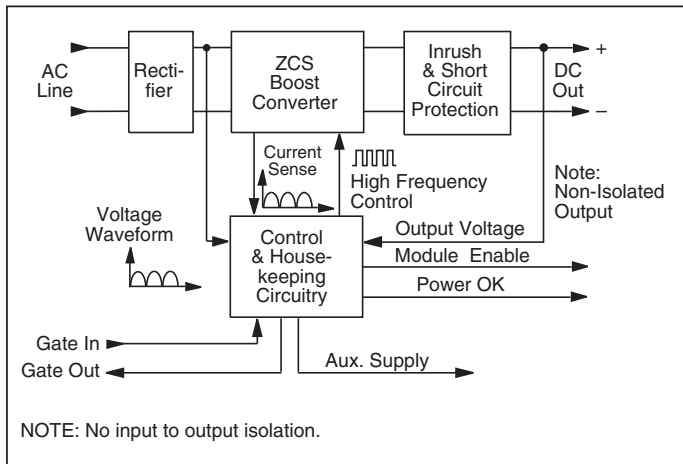 AC
Line
Recti-
fier
ZCS
Boost
Converter
Inrush
& Short
Circuit
Protection
+
DC
Out
–
Current
Sense
High Frequency
Control
Note:
Non-Isolated
Output
Voltage
Waveform
Control
& House-
keeping
Circuitry
Output Voltage
Module Enable
Power OK
Gate In
Gate Out
Aux. Supply
NOTE: No input to output isolation.